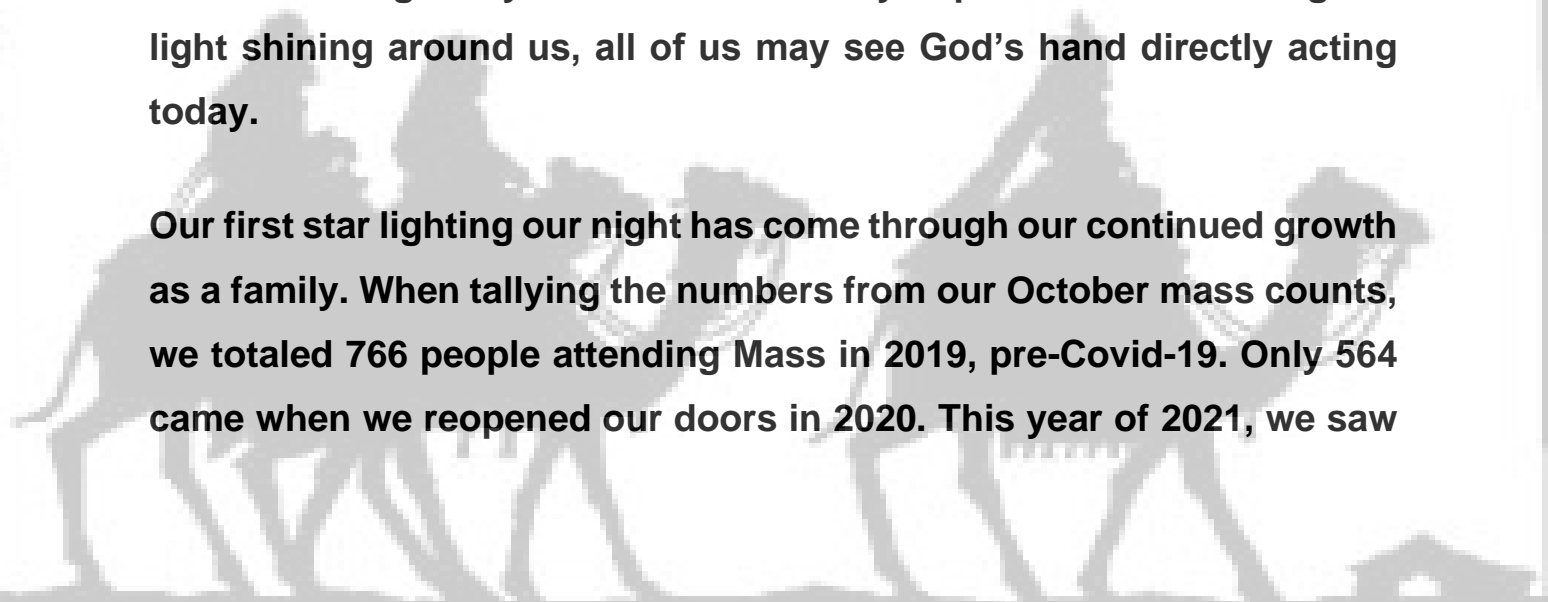 light shining around us, all of us may see God’s hand directly acting
today.
Our first star lighting our night has come through our continued growth
as a family. When tallying the numbers from our October mass counts,
we totaled 766 people attending Mass in 2019, pre-Covid-19. Only 564
came when we reopened our doors in 2020. This year of 2021, we saw